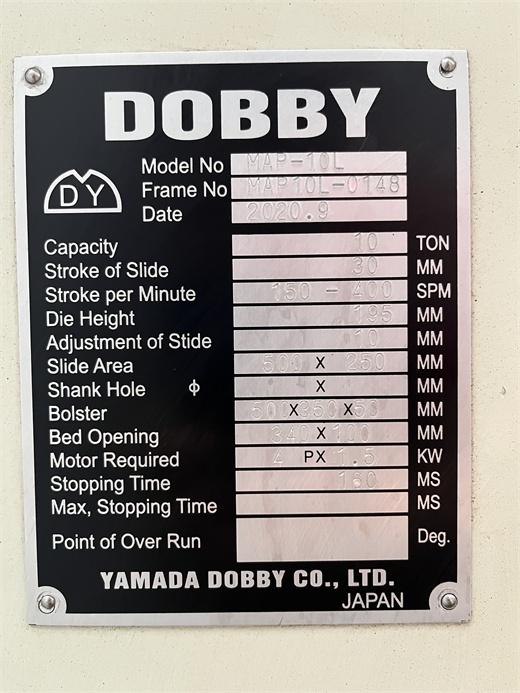 DOBBY
DY
Model No MAP-10L
Frame No MAP10L-0148
Date 2020.9
Capacity 10 TON
Stroke of Slide 30 MM
Stroke per Minute 150 - 400 SPM
Die Height 195 MM
Adjustment of Stide 10 MM
Slide Area 500 X 250 MM
Shank Hole ϕ X MM
Bolster 500X350X50 MM
Bed Opening 340 X 100 MM
Motor Required 4 PX 1.5 KW
Stopping Time 160 MS
Max, Stopping Time MS
Point of Over Run Deg.
YAMADA DOBBY CO., LTD.
JAPAN